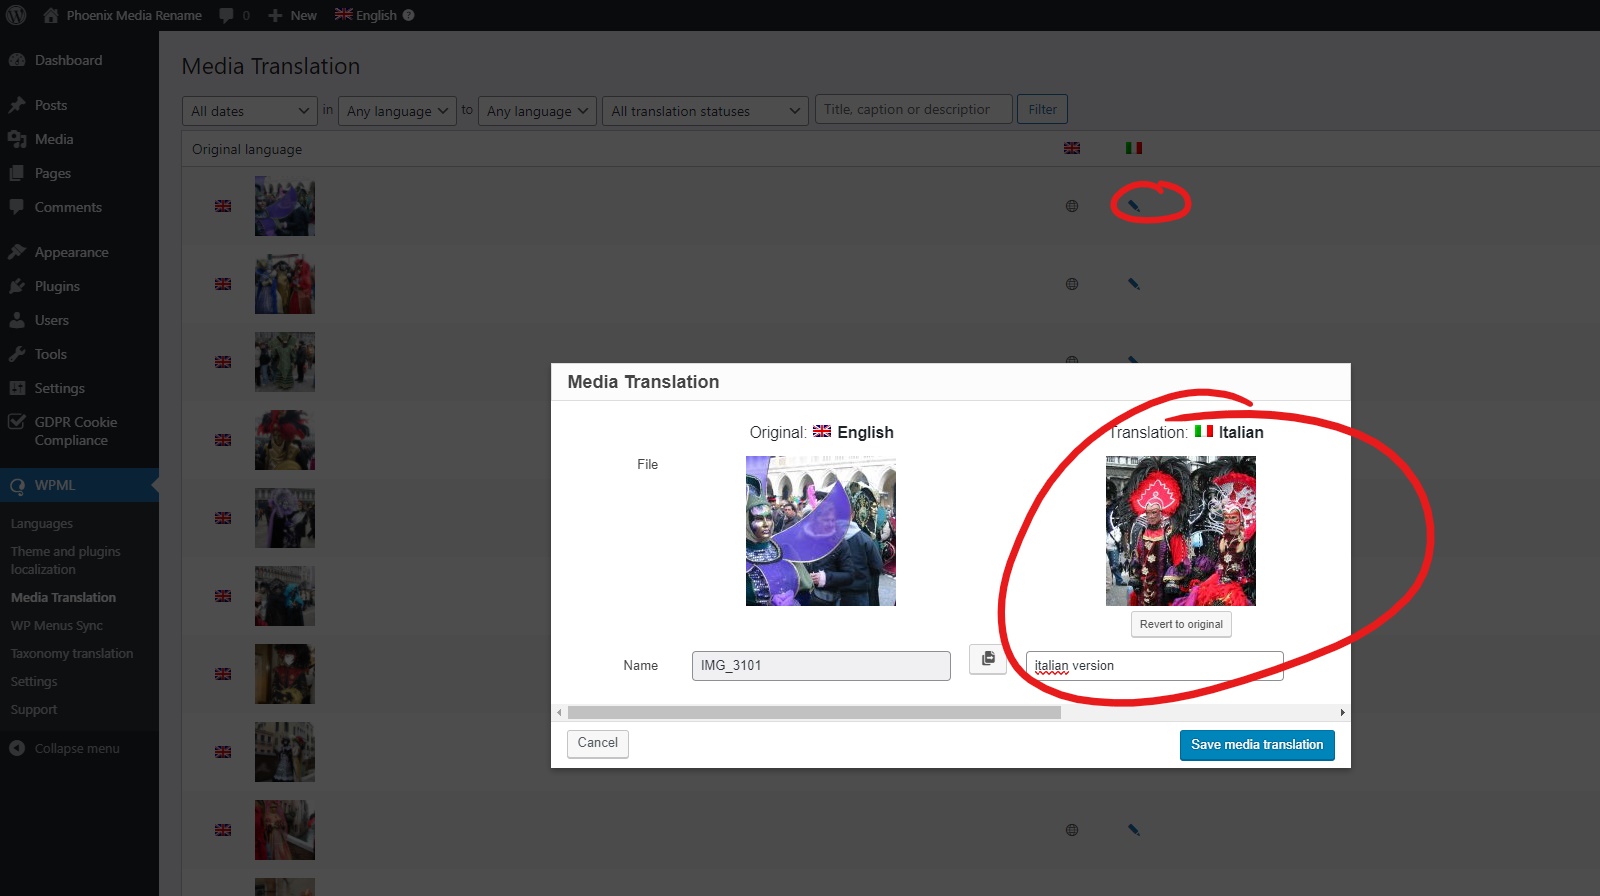 Phoenix Media Rename 0 New English
Dashboard
Posts
Media
Pages
Comments
Appearance
Plugins
Users
Tools
Settings
GDPR Cookie
Compliance
WPML
Languages
Theme and plugins
localization
Media Translation
WP Menus Sync
Taxonomy translation
Settings
Support
Collapse menu
Media Translation
All dates in Any language to Any language All translation statuses Title, caption or descriptior Filter
Original language
Media Translation
Original: English Translation: Italian
File
Revert to original
Name IMG_3101 italian version
Cancel Save media translation